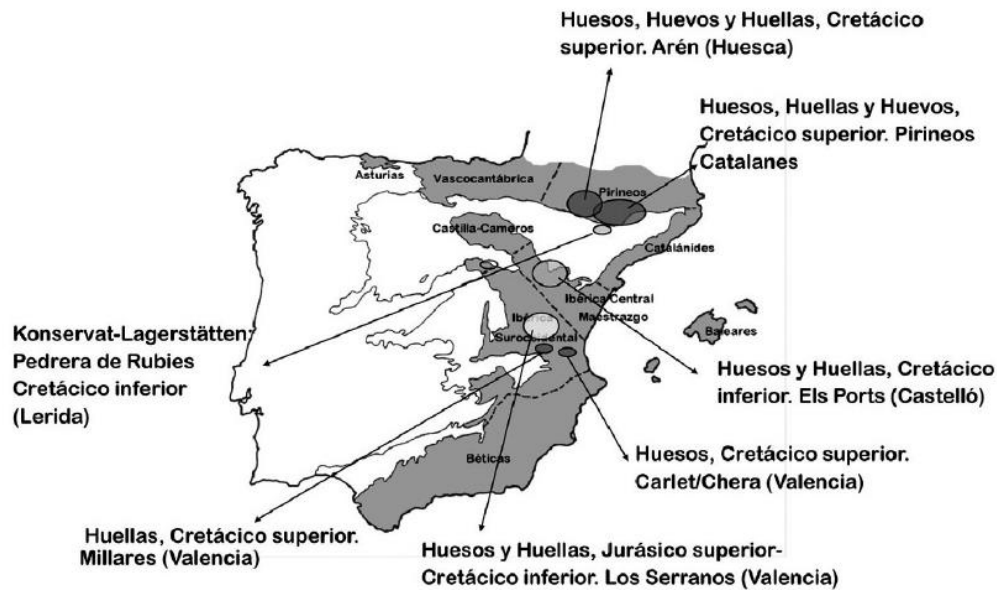 Huesos, Huevos y Huellas, Cretácico
superior. Arén (Huesca)
Huesos, Huellas y Huevos,
Cretácico superior. Pirineos
Catalanes
Asturias
Vascocantábrica
Pirineos
Castilla-Cameros
Catalánides
Ibérica Central
Maestrazgo
Ibérica
Suroccidental
Baleares
Konservat-Lagerstätten:
Pedrera de Rubies
Cretácico inferior
(Lerida)
Huesos y Huellas, Cretácico
inferior. Els Ports (Castelló)
Béticas
Huesos, Cretácico superior.
Carlet/Chera (Valencia)
Huellas, Cretácico superior.
Millares (Valencia)
Huesos y Huellas, Jurásico superior-
Cretácico inferior. Los Serranos (Valencia)